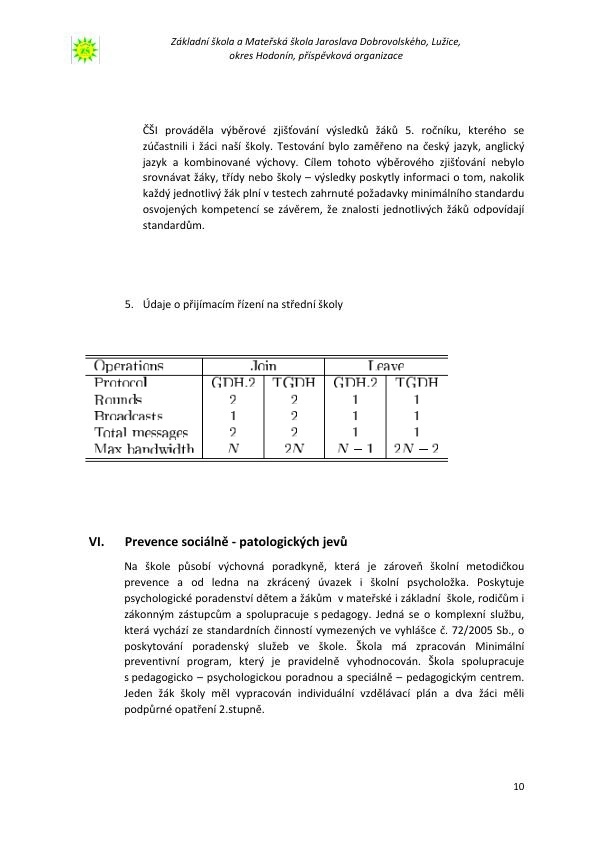 Základní škola a Mateřská škola Jaroslava Dobrovolského, Lužice,
okres Hodonín, příspěvková organizace
ČŠI prováděla výběrové zjišťování výsledků žáků 5. ročníku, kterého se
zúčastnili i žáci naší školy. Testování bylo zaměřeno na český jazyk, anglický
jazyk a kombinované výchovy. Cílem tohoto výběrového zjišťování nebylo
srovnávat žáky, třídy nebo školy – výsledky poskytly informaci o tom, nakolik
každý jednotlivý žák plní v testech zahrnuté požadavky minimálního standardu
osvojených kompetencí se závěrem, že znalosti jednotlivých žáků odpovídají
standardům.
5. Údaje o přijímacím řízení na střední školy
Operations Join Leave
Protocol GDH.2 TGDH GDH.2 TGDH
Rounds 2 2 1 1
Broadcasts 1 2 1 1
Total messages 2 2 1 1
Max bandwidth N 2N N − 1 2N − 2
VI. Prevence sociálně - patologických jevů
Na škole působí výchovná poradkyně, která je zároveň školní metodičkou
prevence a od ledna na zkrácený úvazek i školní psycholožka. Poskytuje
psychologické poradenství dětem a žákům v mateřské i základní škole, rodičům i
zákonným zástupcům a spolupracuje s pedagogy. Jedná se o komplexní službu,
která vychází ze standardních činností vymezených ve vyhlášce č. 72/2005 Sb., o
poskytování poradenský služeb ve škole. Škola má zpracován Minimální
preventivní program, který je pravidelně vyhodnocován. Škola spolupracuje
s pedagogicko – psychologickou poradnou a speciálně – pedagogickým centrem.
Jeden žák školy měl vypracován individuální vzdělávací plán a dva žáci měli
podpůrné opatření 2.stupně.
10